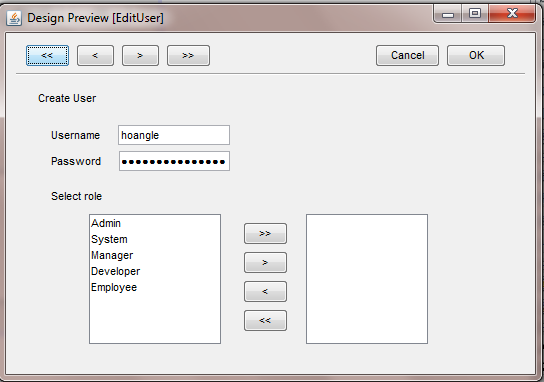 Design Preview [EditUser]
<< < > >> Cancel OK
Create User
Username hoangle
Password ●●●●●●●●●●●●●●●
Select role
Admin
System
Manager
Developer
Employee
>>
>
<
<<